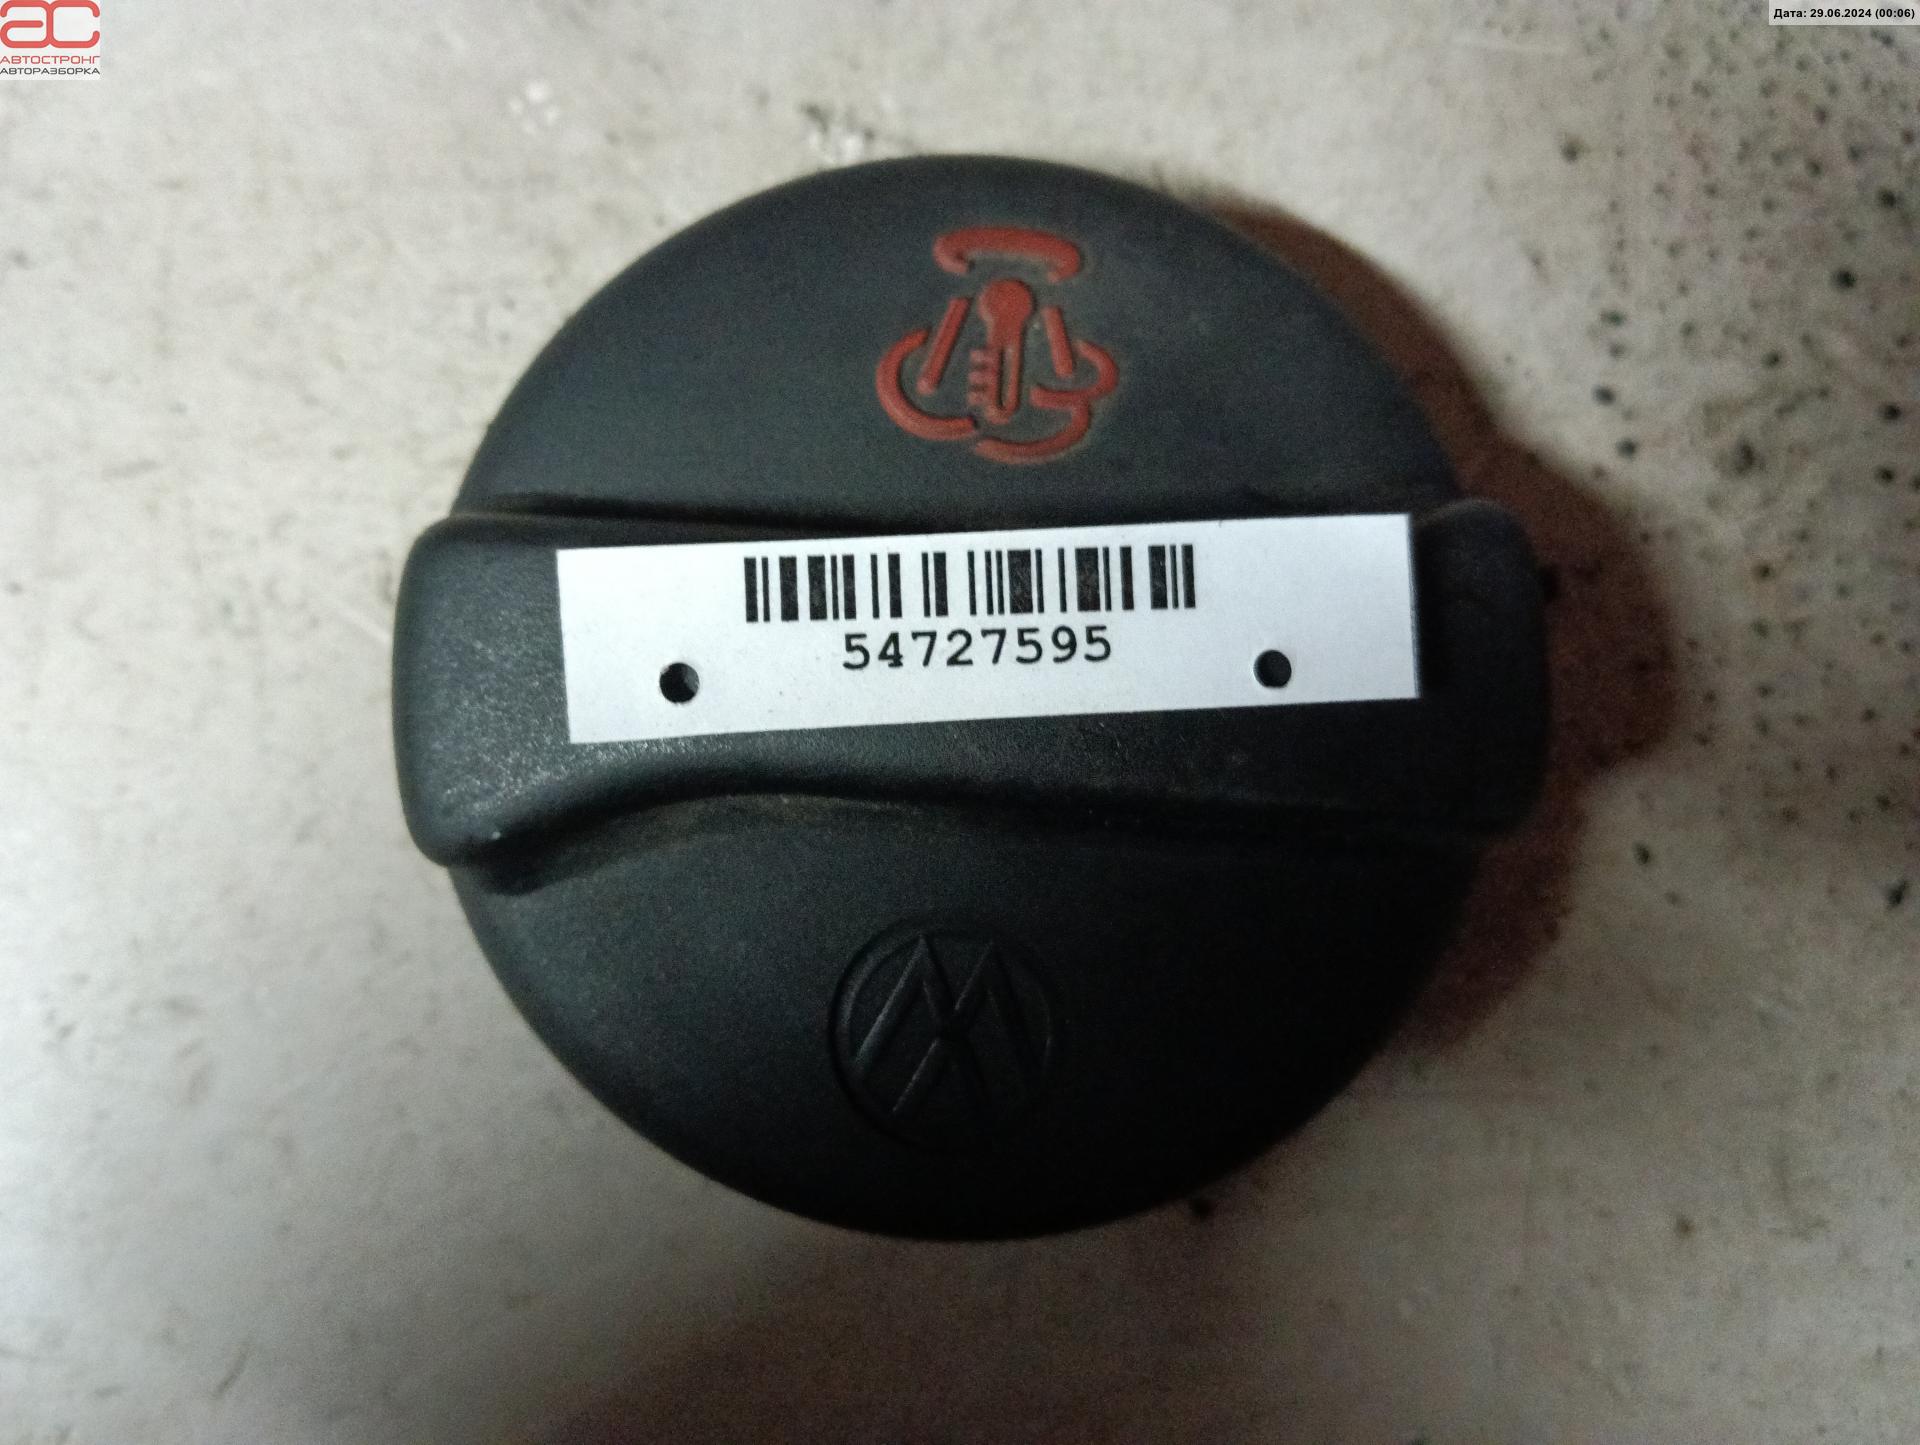 АС
АВТОСТРОНГ
АВТОРАЗБОРКА
Дата: 29.06.2024 (00:06)
54727595